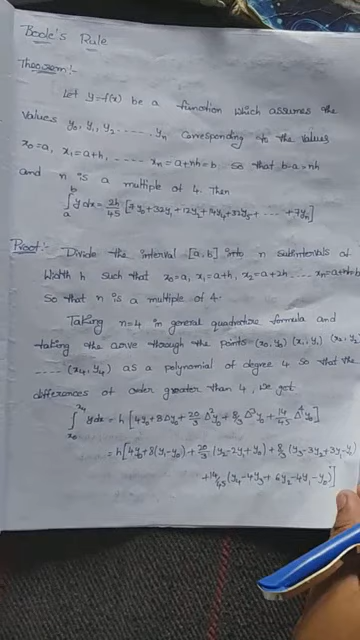 Boole's Rule
Theorem:-
Let y=f(x) be a function which assumes the
values y₀, y₁, y₂ ...... yₙ corresponding to the values
x₀=a, x₁=a+h, ..... xₙ=a+nh=b, so that b-a=nh
and n is a multiple of 4. Then
∫ₐᵇ y dx = 2h/45 [7y₀+32y₁+12y₂+14y₄+32y₅+ ..... +7yₙ]
Proof:- Divide the interval [a,b] into n subintervals of
width h such that x₀=a, x₁=a+h, x₂=a+2h .... xₙ=a+nh=b
so that n is a multiple of 4.
Taking n=4 in general quadrature formula and
taking the curve through the points (x₀,y₀) (x₁,y₁) (x₂,y₂)
..... (x₄,y₄) as a polynomial of degree 4 so that the
differences of order greater than 4, we get
∫ₓ₀ˣ⁴ y dx = h[4y₀+8Δy₀+20/3 Δ²y₀+8/3 Δ³y₀+14/45 Δ⁴y₀]
=h[4y₀+8(y₁-y₀)+20/3(y₂-2y₁+y₀)+8/3(y₃-3y₂+3y₁-y)
+14/45(y₄-4y₃+6y₂-4y₁-y₀)]